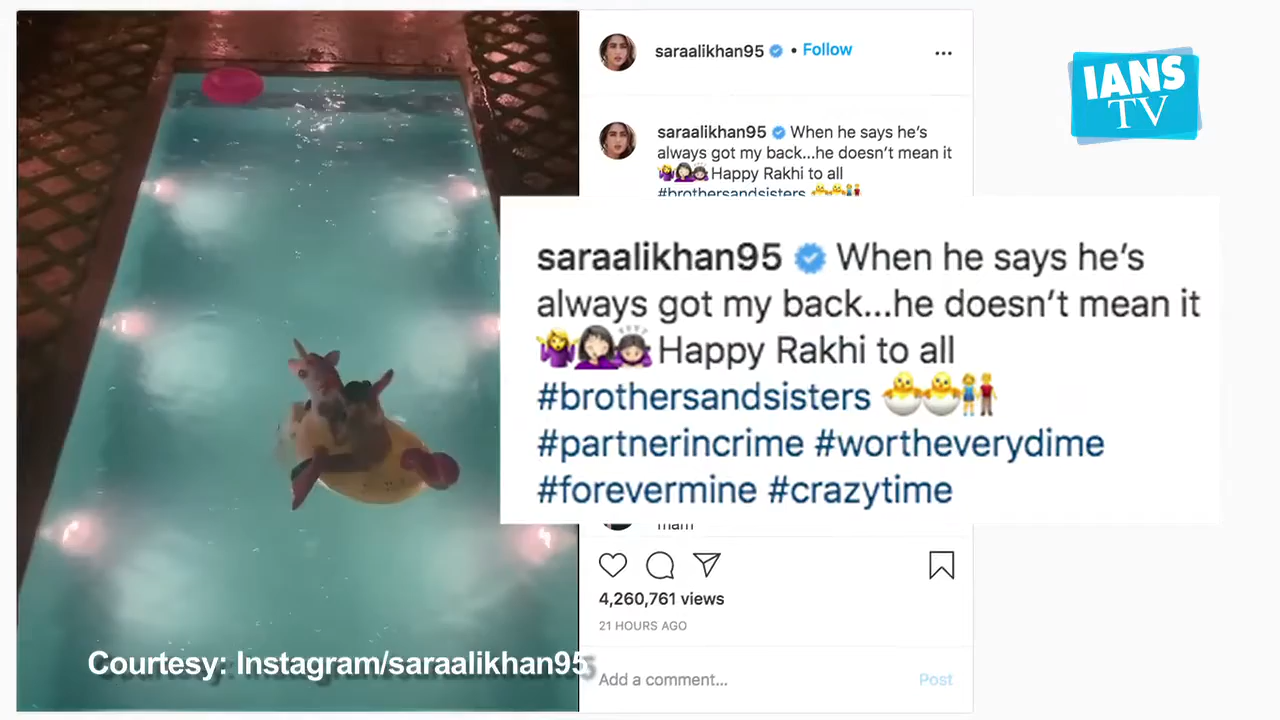 saraalikhan95 • Follow
IANS
TV
saraalikhan95 When he says he's
always got my back...he doesn't mean it
Happy Rakhi to all
#brothersandsisters
saraalikhan95 When he says he's
always got my back...he doesn't mean it
Happy Rakhi to all
#brothersandsisters
#partnerincrime #wortheverydime
#forevermine #crazytime
4,260,761 views
21 HOURS AGO
Courtesy: Instagram/saraalikhan95
Add a comment... Post